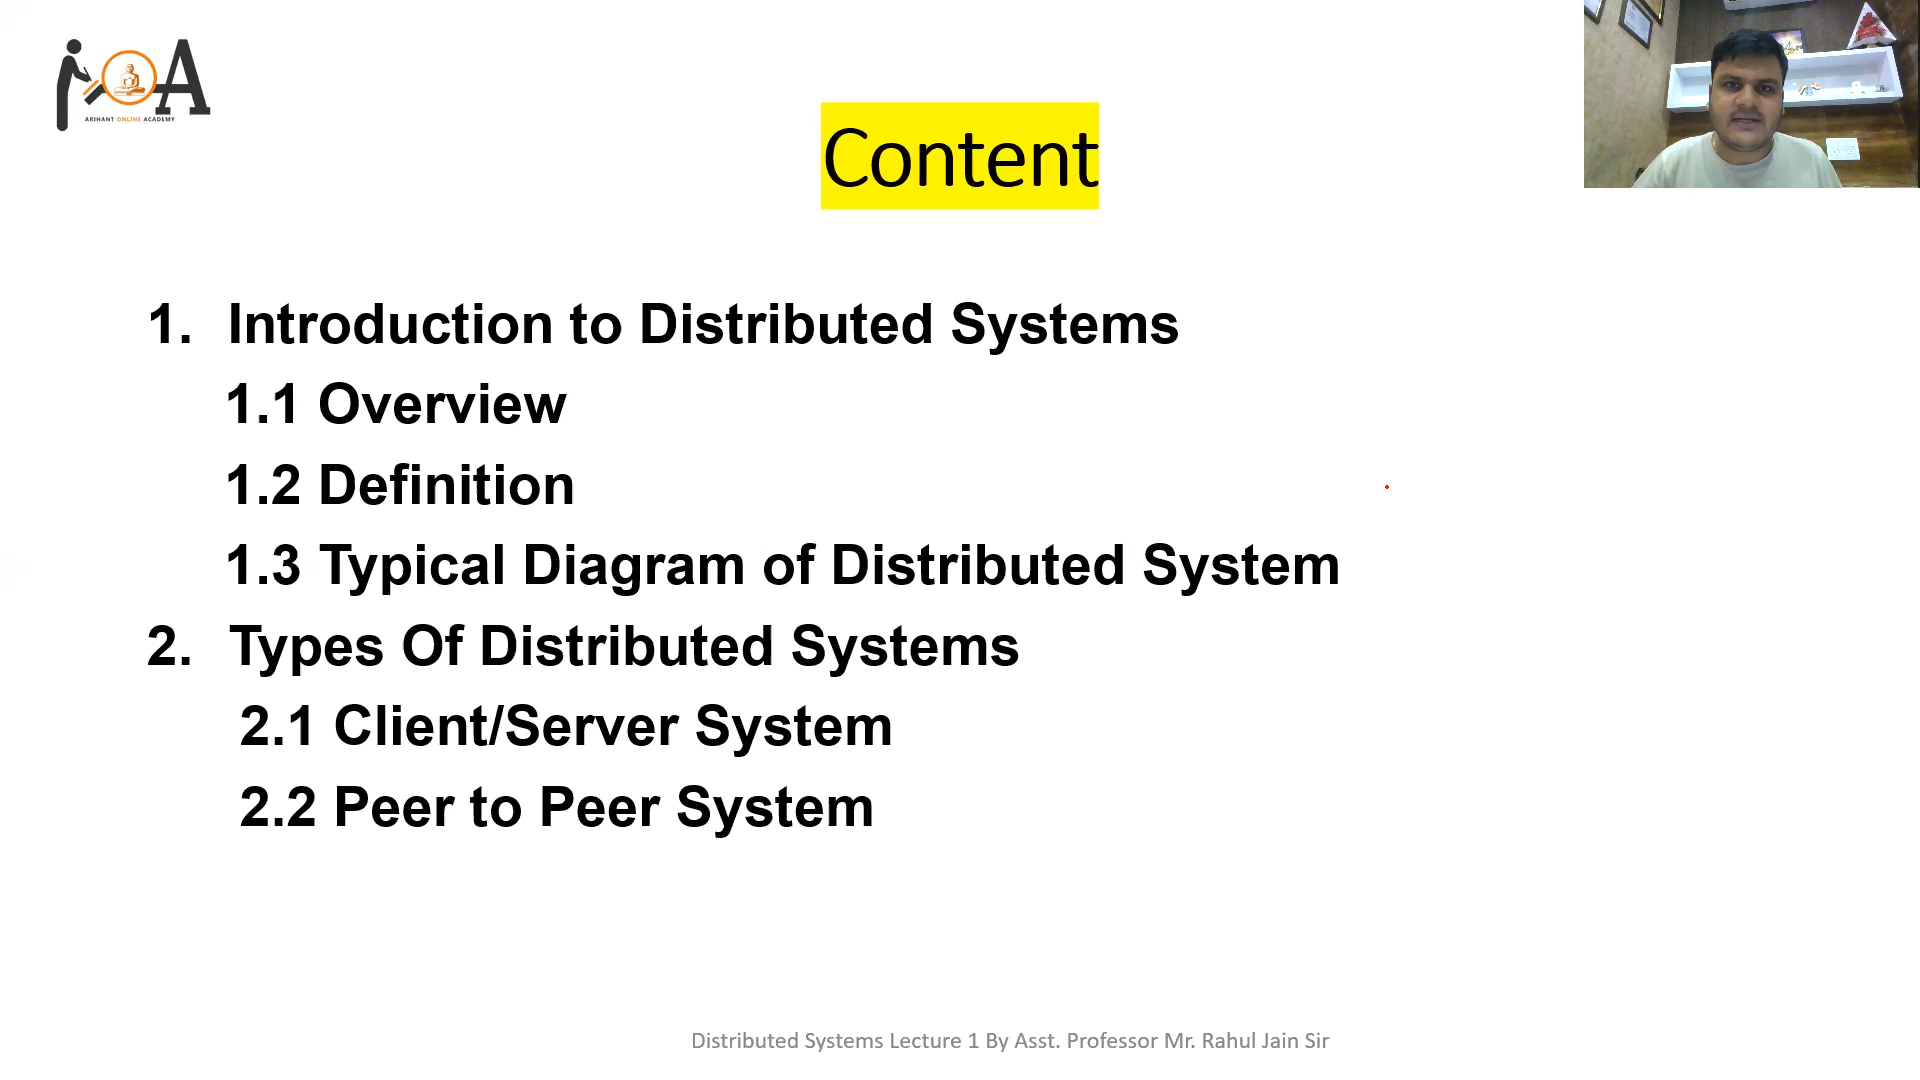 A
ARIHANT ONLINE ACADEMY
Content
1. Introduction to Distributed Systems
1.1 Overview
1.2 Definition
1.3 Typical Diagram of Distributed System
2. Types Of Distributed Systems
2.1 Client/Server System
2.2 Peer to Peer System
Distributed Systems Lecture 1 By Asst. Professor Mr. Rahul Jain Sir